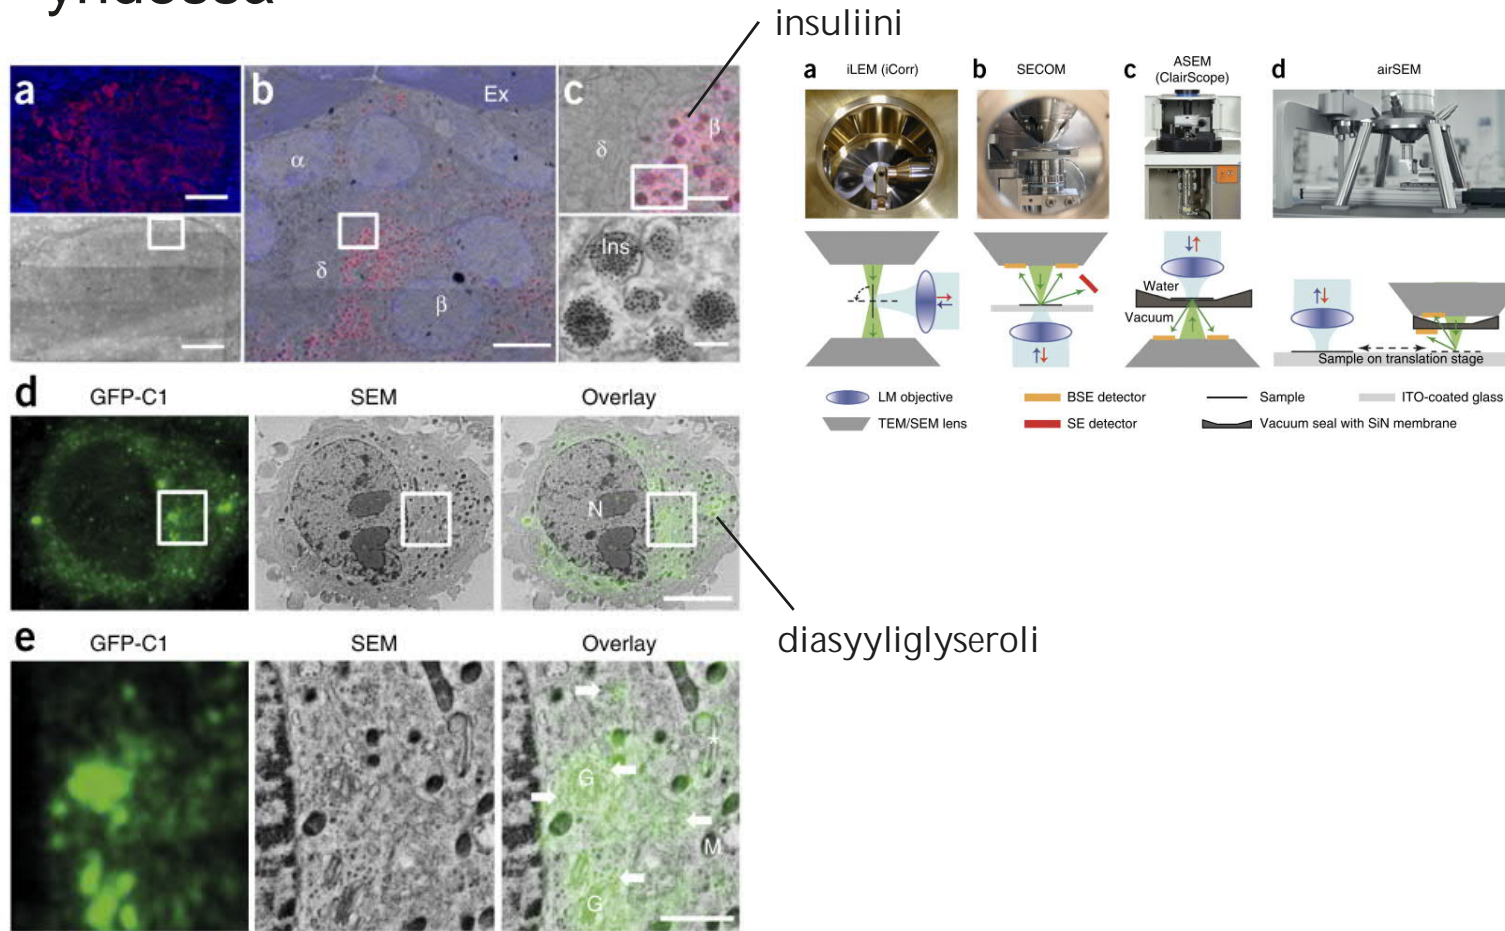 yhdessä
insuliini
a
b
Ex
α
δ
β
c
δ
β
Ins
d
GFP-C1
SEM
Overlay
N
diasyyliglyseroli
e
GFP-C1
SEM
Overlay
G
*
M
G
a
iLEM (iCorr)
b
SECOM
c
ASEM
(ClairScope)
d
airSEM
Water
Vacuum
Sample on translation stage
LM objective
BSE detector
Sample
ITO-coated glass
TEM/SEM lens
SE detector
Vacuum seal with SiN membrane